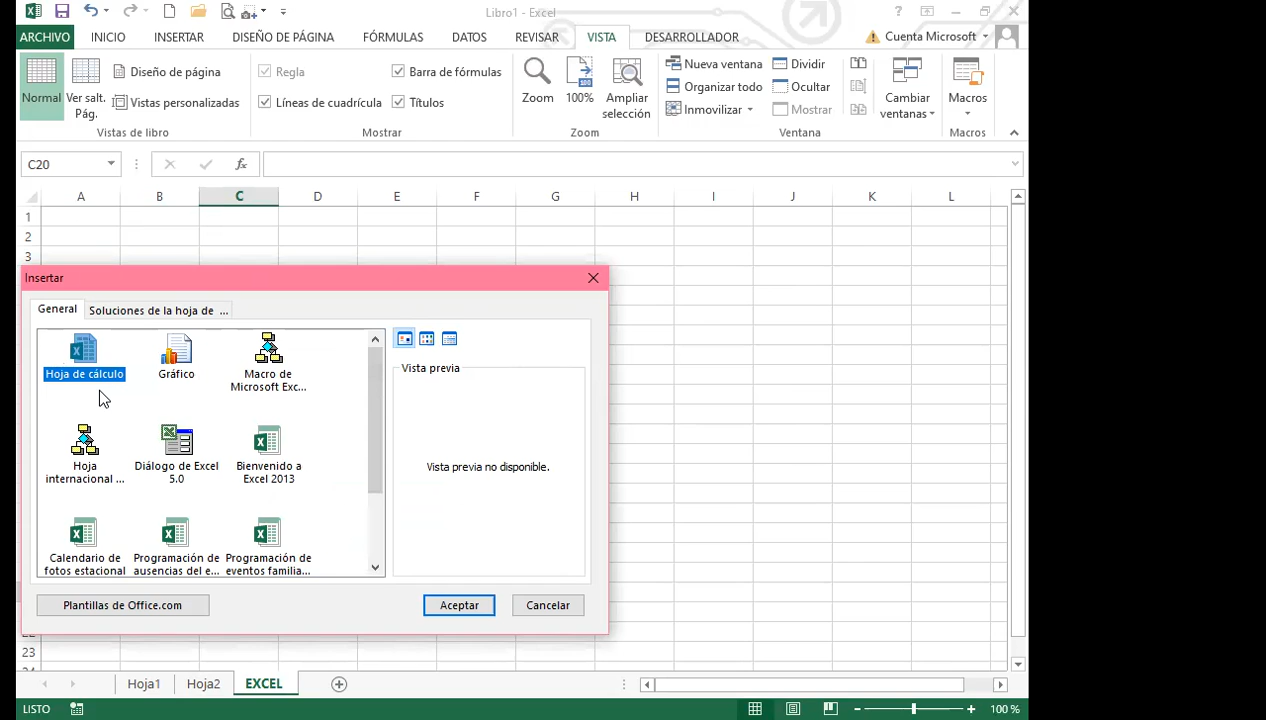 Libro1 - Excel
ARCHIVO INICIO INSERTAR DISEÑO DE PÁGINA FÓRMULAS DATOS REVISAR VISTA DESARROLLADOR Cuenta Microsoft
Normal
Ver salt. Pág.
Diseño de página
Vistas personalizadas
Vistas de libro
Regla
Barra de fórmulas
Líneas de cuadrícula
Títulos
Mostrar
Zoom
100
100%
Ampliar selección
Zoom
Nueva ventana
Organizar todo
Inmovilizar
Dividir
Ocultar
Mostrar
Cambiar ventanas
Ventana
Macros
Macros
C20
fx
A B C D E F G H I J K L
1
2
3
Insertar
General
Soluciones de la hoja de ...
Hoja de cálculo
Gráfico
Macro de
Microsoft Exc...
Vista previa
Hoja
internacional ...
Diálogo de Excel
5.0
Bienvenido a
Excel 2013
Vista previa no disponible.
Calendario de
fotos estacional
Programación de
ausencias del e...
Programación de
eventos familia...
Plantillas de Office.com
Aceptar
Cancelar
23
Hoja1 Hoja2 EXCEL
LISTO
100 %